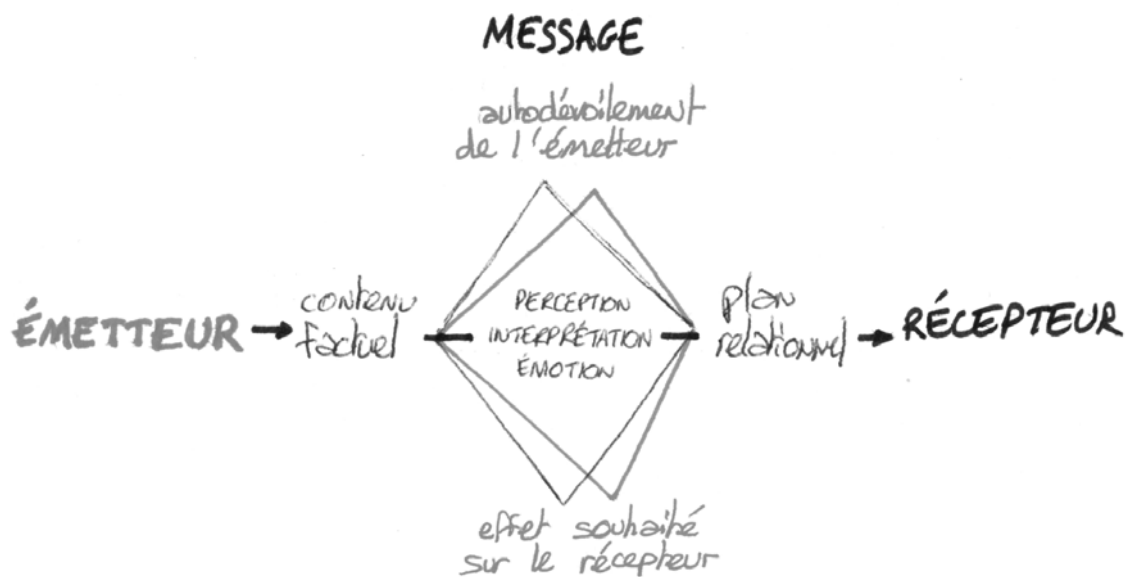 MESSAGE
autodévoilement
de l'émetteur
ÉMETTEUR
contenu
factuel
PERCEPTION
INTERPRÉTATION
ÉMOTION
plan
relationnel
RÉCEPTEUR
effet souhaité
sur le récepteur